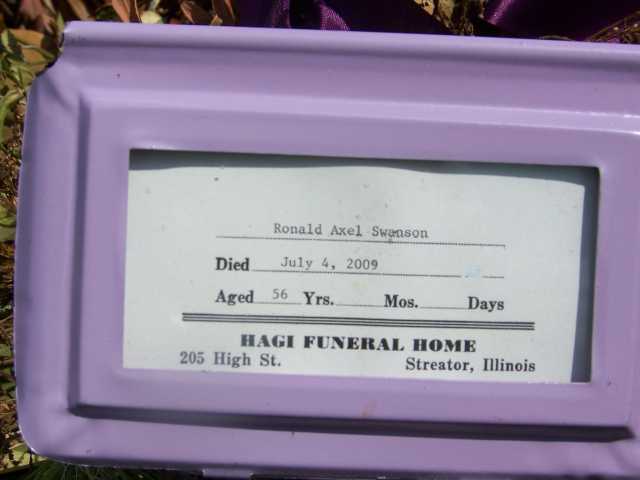 Ronald Axel Swanson
Died July 4, 2009
Aged 56 Yrs. Mos. Days
HAGI FUNERAL HOME
205 High St. Streator, Illinois